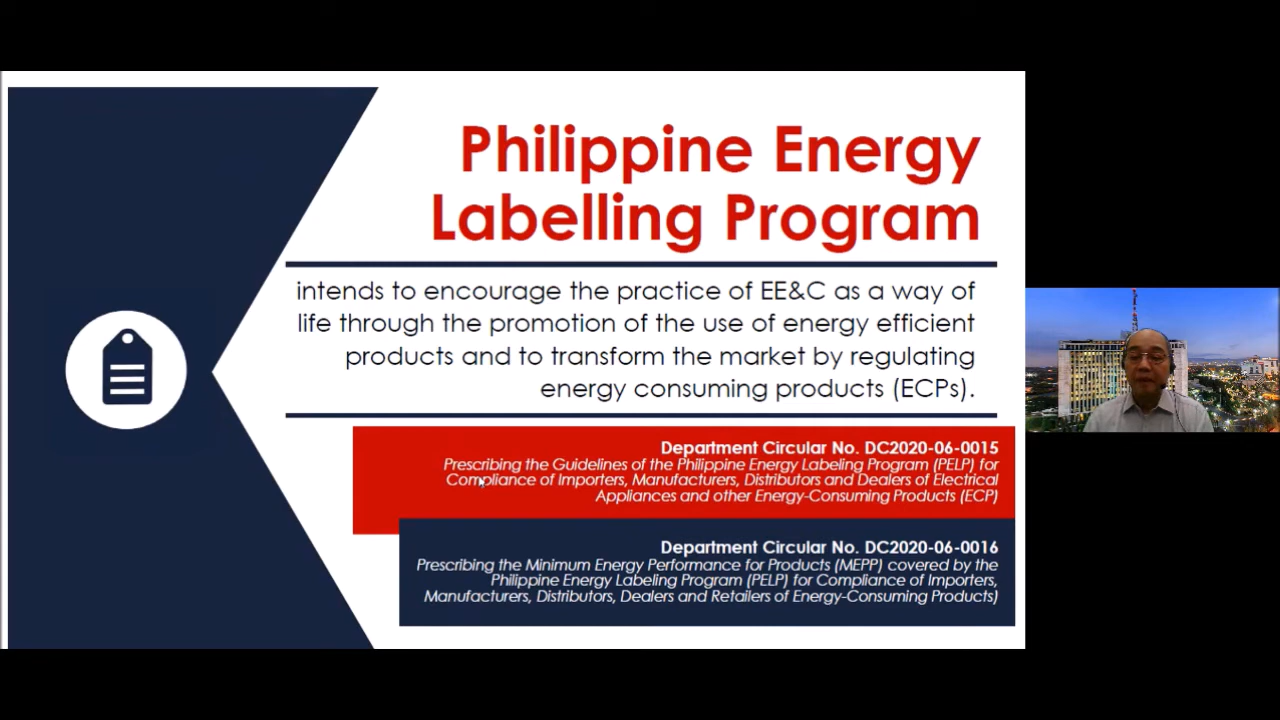 Philippine Energy
Labelling Program
intends to encourage the practice of EE&C as a way of
life through the promotion of the use of energy efficient
products and to transform the market by regulating
energy consuming products (ECPs).
Department Circular No. DC2020-06-0015
Prescribing the Guidelines of the Philippine Energy Labeling Program (PELP) for
Compliance of Importers, Manufacturers, Distributors and Dealers of Electrical
Appliances and other Energy-Consuming Products (ECP)
Department Circular No. DC2020-06-0016
Prescribing the Minimum Energy Performance for Products (MEPP) covered by the
Philippine Energy Labeling Program (PELP) for Compliance of Importers,
Manufacturers, Distributors, Dealers and Retailers of Energy-Consuming Products)